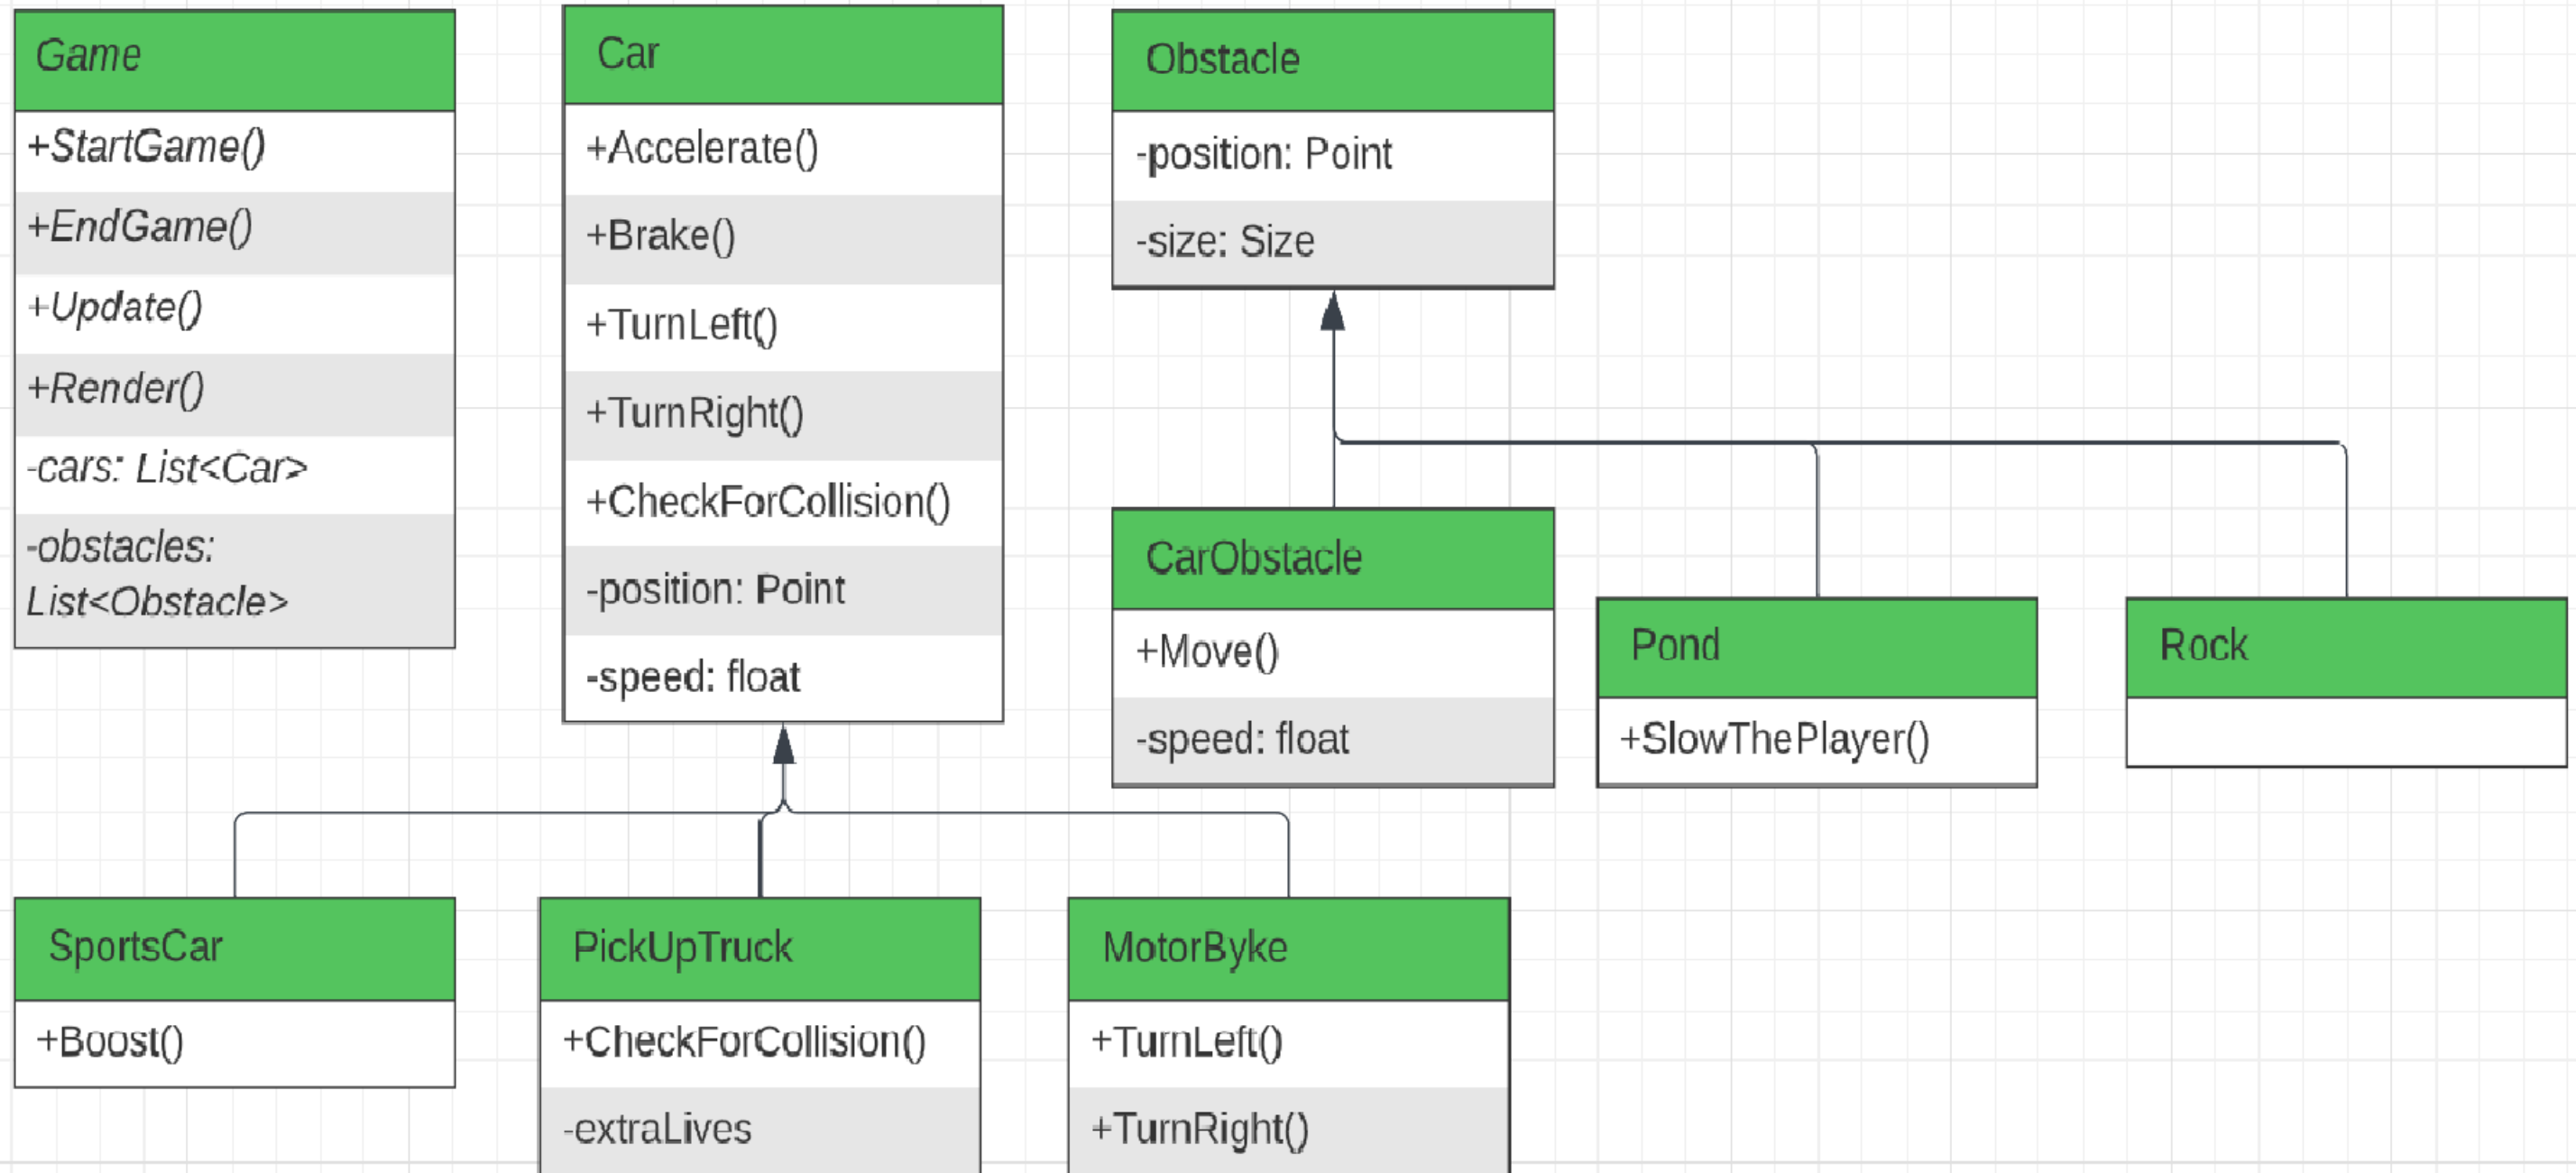 Game
+StartGame()
+EndGame()
+Update()
+Render()
-cars: List<Car>
-obstacles:
List<Obstacle>
Car
+Accelerate()
+Brake()
+TurnLeft()
+TurnRight()
+CheckForCollision()
-position: Point
-speed: float
Obstacle
-position: Point
-size: Size
CarObstacle
+Move()
-speed: float
Pond
+SlowThePlayer()
Rock
SportsCar
+Boost()
PickUpTruck
+CheckForCollision()
-extraLives
MotorByke
+TurnLeft()
+TurnRight()